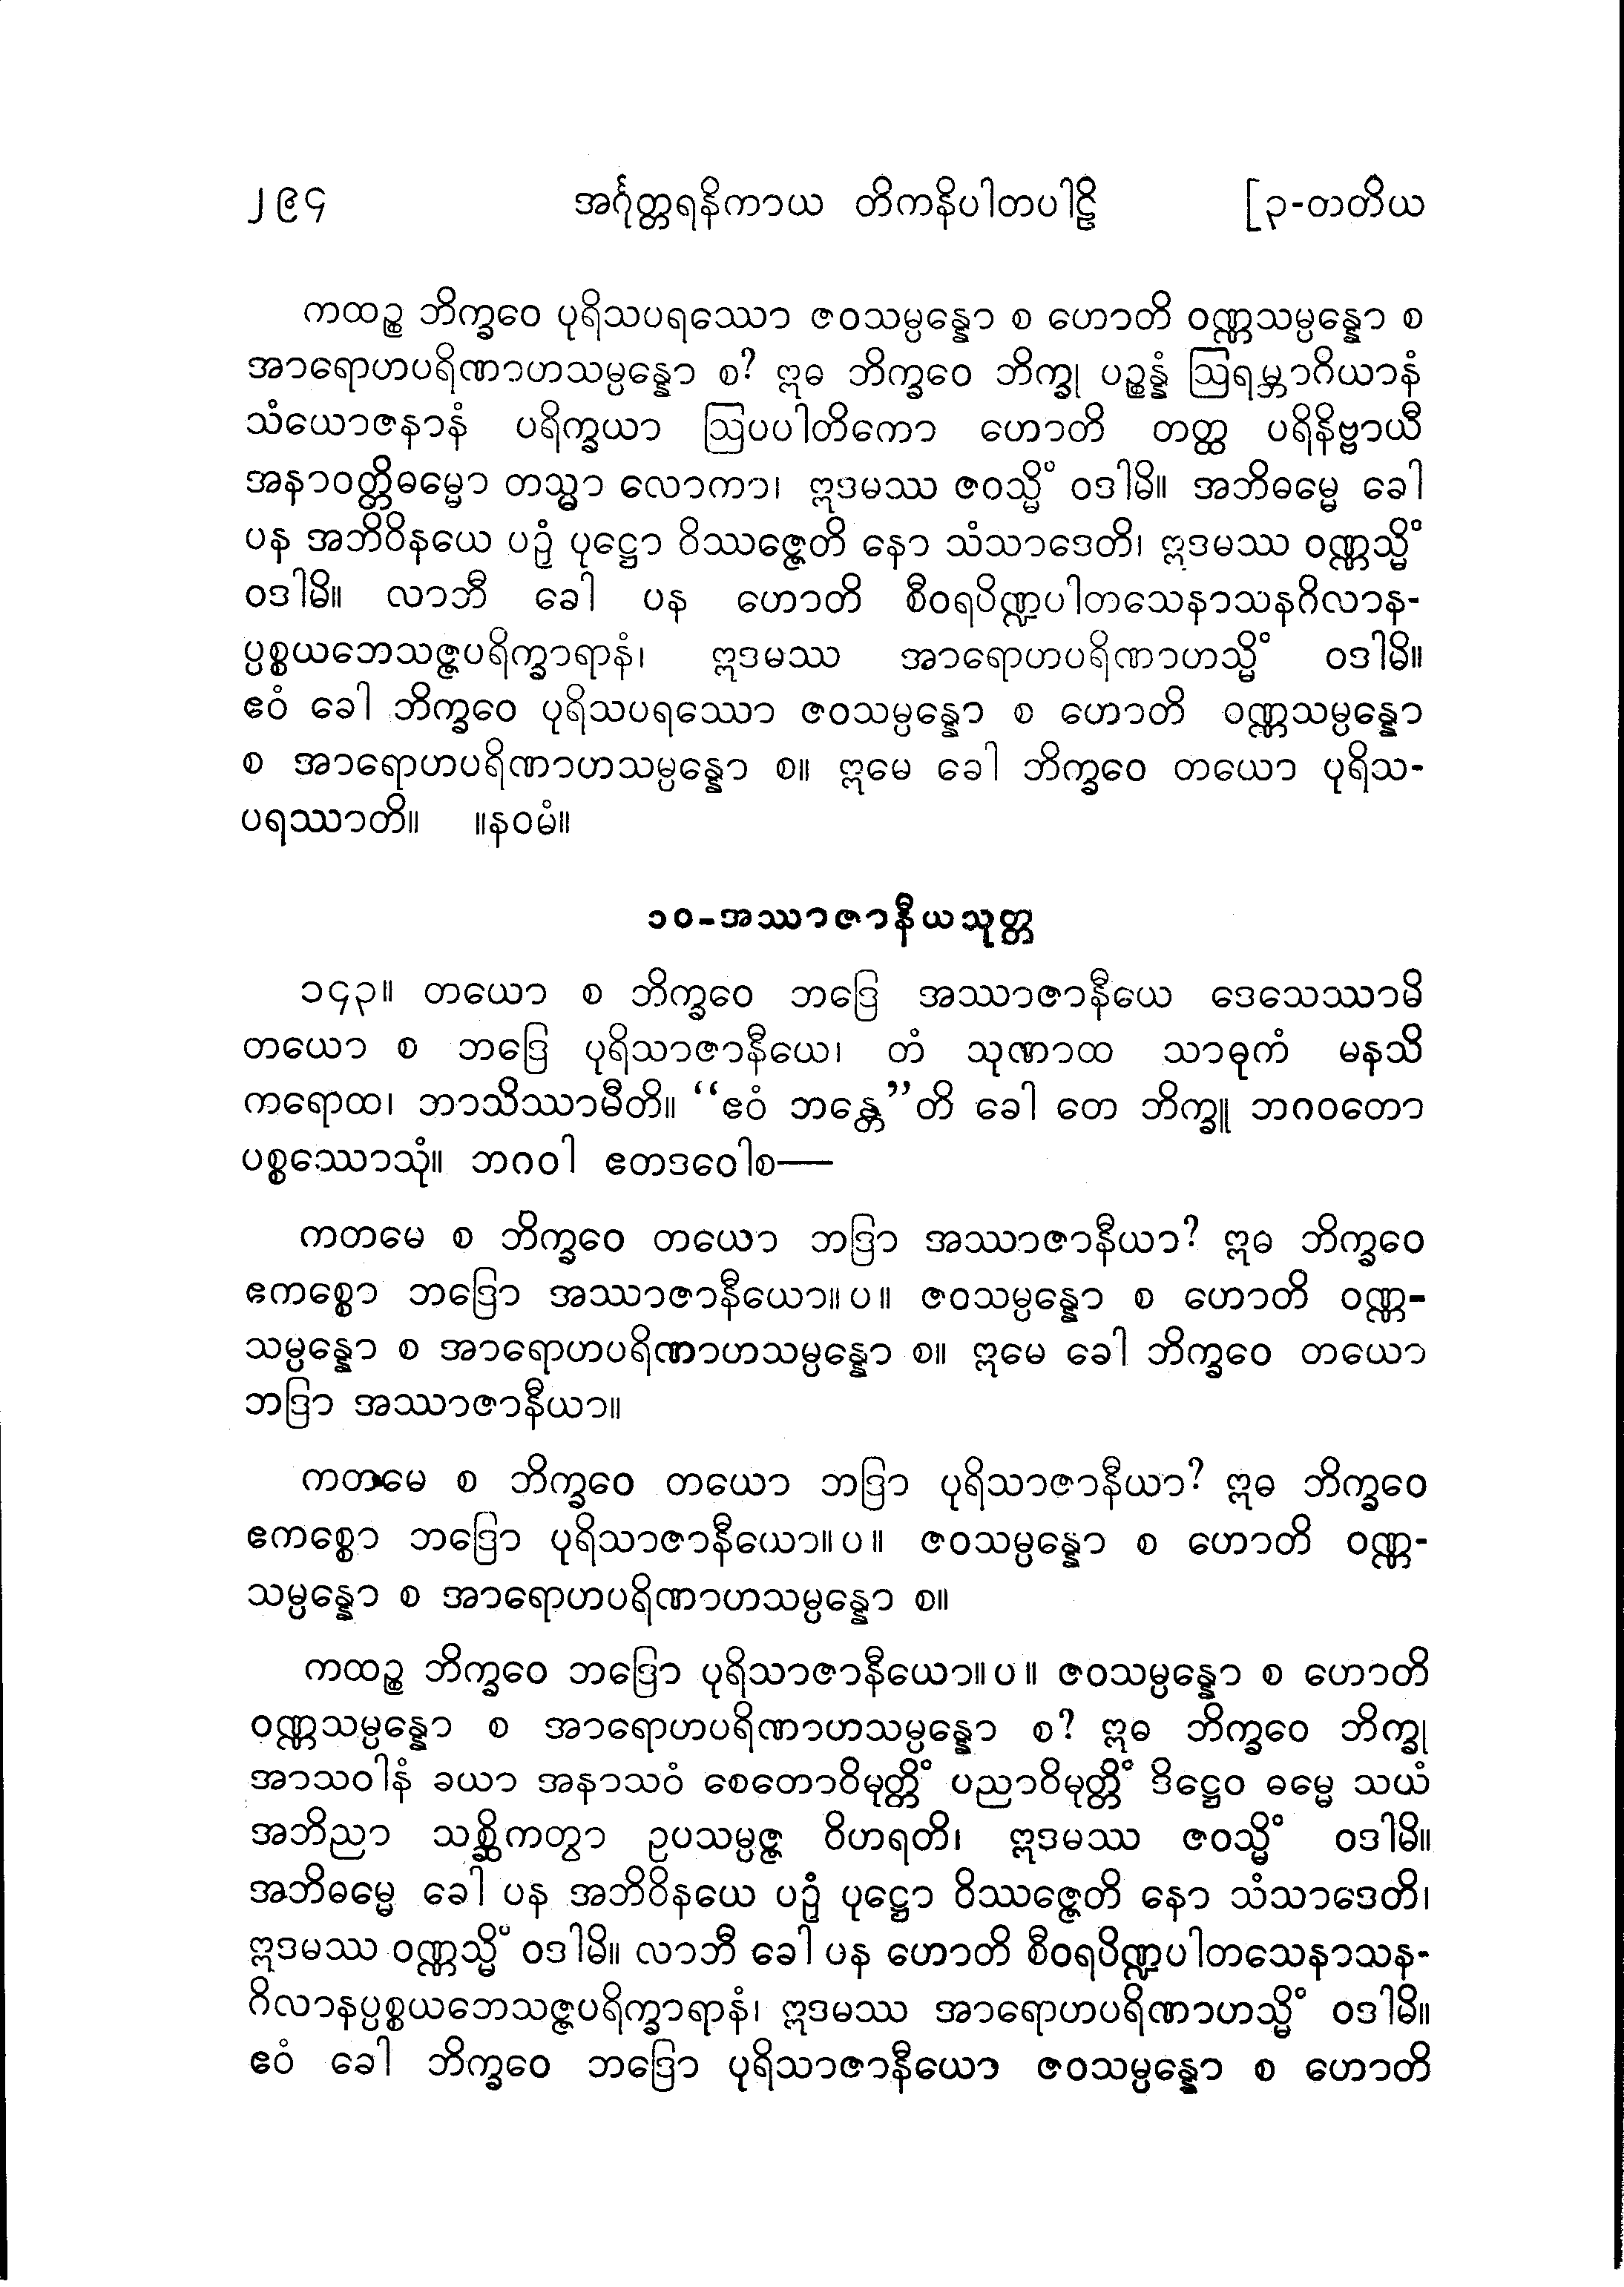 ၂၉၄ အင်္ဂုတ္တရနိကာယ တိကနိပါတပါဠိ [၃-တတိယ
ကထဉ္စ ဘိက္ခဝေ ပုရိသပရဿော ဇဝသမ္ပန္နော စ ဟောတိ ဝဏ္ဏသမ္ပန္နော စ
အာရောဟပရိဏာဟသမ္ပန္နော စ? ဣဓ ဘိက္ခဝေ ဘိက္ခု ပဉ္စန္နံ ဩရမ္ဘာဂိယာနံ
သံယောဇနာနံ ပရိက္ခယာ ဩပပါတိကော ဟောတိ တတ္ထ ပရိနိဗ္ဗာယီ
အနာဝတ္တိဓမ္မော တသ္မာ လောကာ၊ ဣဒမဿ ဇဝသ္မိံ ဝဒါမိ။ အဘိဓမ္မေ ခေါ
ပန အဘိဝိနယေ ပဉှံ ပုဋ္ဌော ဝိဿဇ္ဇေတိ နော သံသာဒေတိ၊ ဣဒမဿ ဝဏ္ဏသ္မိံ
ဝဒါမိ။ လာဘီ ခေါ ပန ဟောတိ စီဝရပိဏ္ဍပါတသေနာသနဂိလာန-
ပ္ပစ္စယဘေသဇ္ဇပရိက္ခာရာနံ၊ ဣဒမဿ အာရောဟပရိဏာဟသ္မိံ ဝဒါမိ။
ဧဝံ ခေါ ဘိက္ခဝေ ပုရိသပရဿော ဇဝသမ္ပန္နော စ ဟောတိ ဝဏ္ဏသမ္ပန္နော
စ အာရောဟပရိဏာဟသမ္ပန္နော စ။ ဣမေ ခေါ ဘိက္ခဝေ တယော ပုရိသ-
ပရဿာတိ။ ။နဝမံ။
၁၀-အဿာဇာနီယသုတ္တ
၁၄၃။ တယော စ ဘိက္ခဝေ ဘဒြေ အဿာဇာနီယေ ဒေသေဿာမိ
တယော စ ဘဒြေ ပုရိသာဇာနီယေ၊ တံ သုဏာထ သာဓုကံ မနသိ
ကရောထ၊ ဘာသိဿာမီတိ။ “ဧဝံ ဘန္တေ”တိ ခေါ တေ ဘိက္ခူ ဘဂဝတော
ပစ္စဿောသုံ။ ဘဂဝါ ဧတဒဝေါစ—
ကတမေ စ ဘိက္ခဝေ တယော ဘဒြာ အဿာဇာနီယာ? ဣဓ ဘိက္ခဝေ
ဧကစ္စော ဘဒြော အဿာဇာနီယော။ပ။ ဇဝသမ္ပန္နော စ ဟောတိ ဝဏ္ဏ-
သမ္ပန္နော စ အာရောဟပရိဏာဟသမ္ပန္နော စ။ ဣမေ ခေါ ဘိက္ခဝေ တယော
ဘဒြာ အဿာဇာနီယာ။
ကတမေ စ ဘိက္ခဝေ တယော ဘဒြာ ပုရိသာဇာနီယာ? ဣဓ ဘိက္ခဝေ
ဧကစ္စော ဘဒြော ပုရိသာဇာနီယော။ပ။ ဇဝသမ္ပန္နော စ ဟောတိ ဝဏ္ဏ-
သမ္ပန္နော စ အာရောဟပရိဏာဟသမ္ပန္နော စ။
ကထဉ္စ ဘိက္ခဝေ ဘဒြော ပုရိသာဇာနီယော။ပ။ ဇဝသမ္ပန္နော စ ဟောတိ
ဝဏ္ဏသမ္ပန္နော စ အာရောဟပရိဏာဟသမ္ပန္နော စ? ဣဓ ဘိက္ခဝေ ဘိက္ခု
အာသဝါနံ ခယာ အနာသဝံ စေတောဝိမုတ္တိံ ပညာဝိမုတ္တိံ ဒိဋ္ဌေဝ ဓမ္မေ သယံ
အဘိညာ သစ္ဆိကတွာ ဥပသမ္ပဇ္ဇ ဝိဟရတိ၊ ဣဒမဿ ဇဝသ္မိံ ဝဒါမိ။
အဘိဓမ္မေ ခေါ ပန အဘိဝိနယေ ပဉှံ ပုဋ္ဌော ဝိဿဇ္ဇေတိ နော သံသာဒေတိ၊
ဣဒမဿ ဝဏ္ဏသ္မိံ ဝဒါမိ။ လာဘီ ခေါ ပန ဟောတိ စီဝရပိဏ္ဍပါတသေနာသန-
ဂိလာနပ္ပစ္စယဘေသဇ္ဇပရိက္ခာရာနံ၊ ဣဒမဿ အာရောဟပရိဏာဟသ္မိံ ဝဒါမိ။
ဧဝံ ခေါ ဘိက္ခဝေ ဘဒြော ပုရိသာဇာနီယော ဇဝသမ္ပန္နော စ ဟောတိ